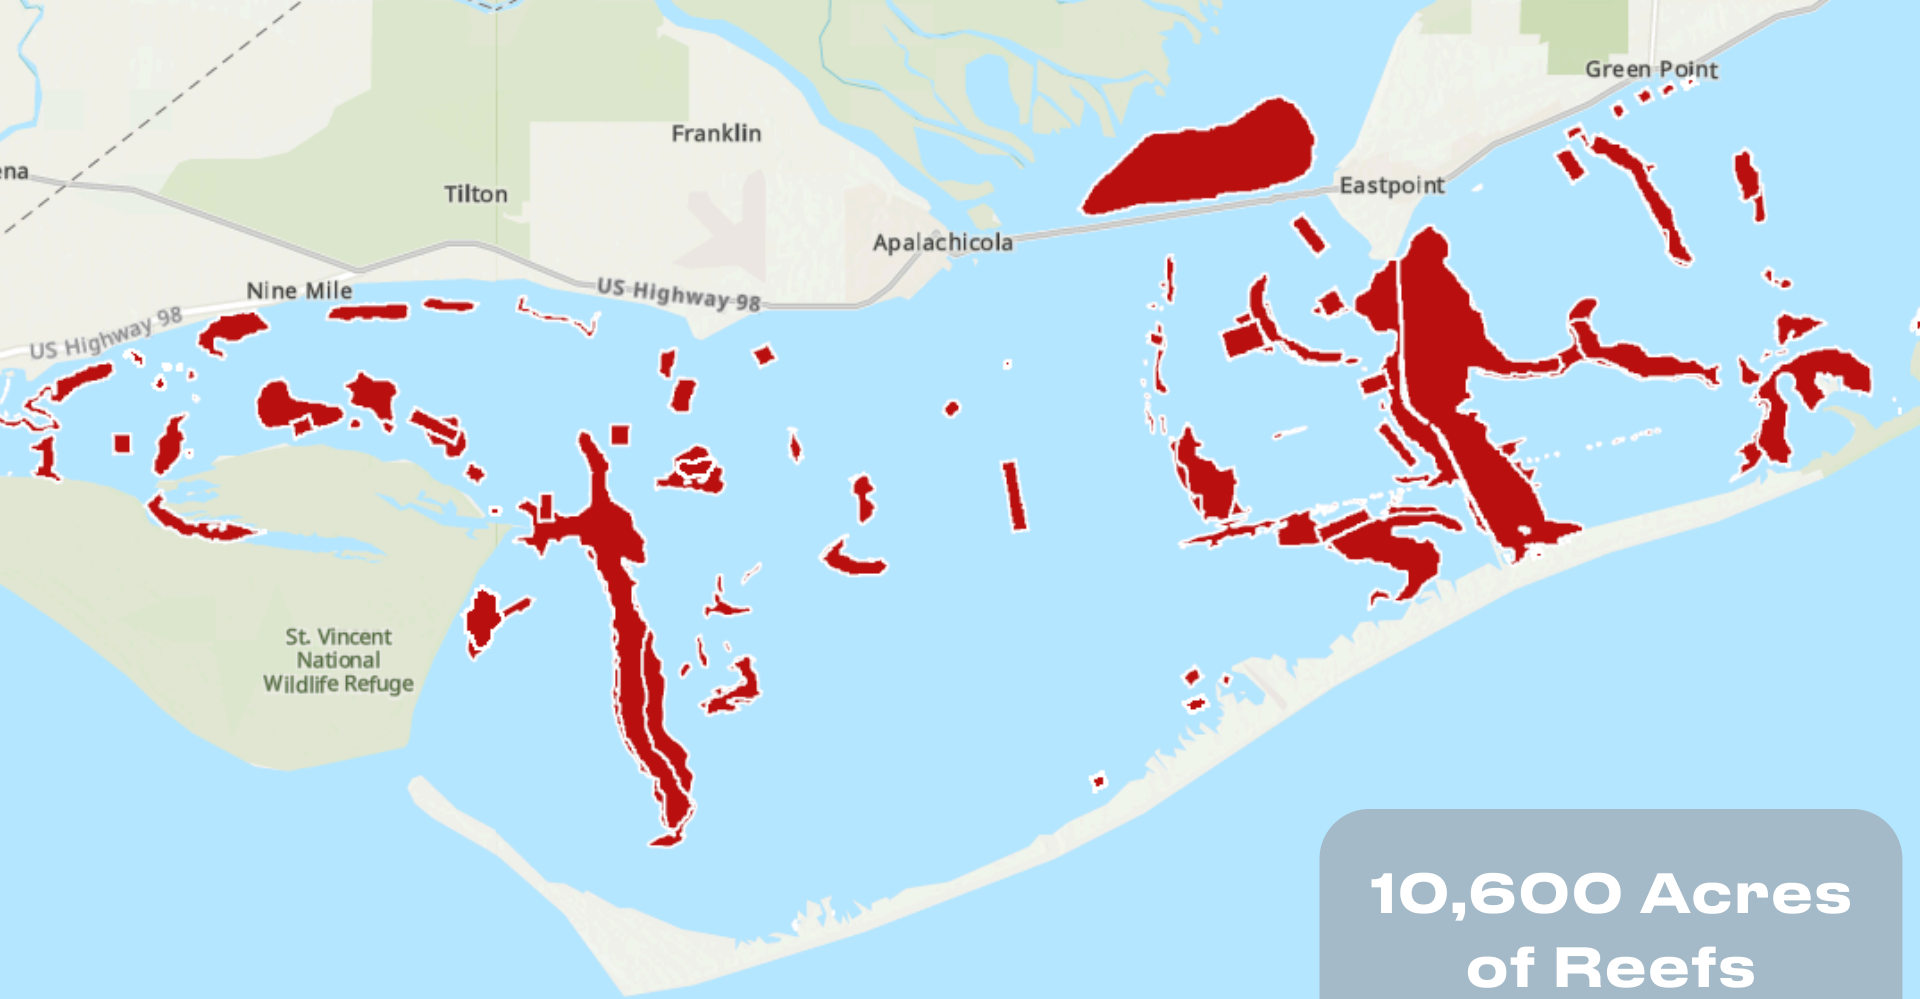 Green Point
Franklin
ena
Tilton
Eastpoint
Apalachicola
Nine Mile
US Highway 98
US Highway 98
St. Vincent
National
Wildlife Refuge
10,600 Acres
of Reefs